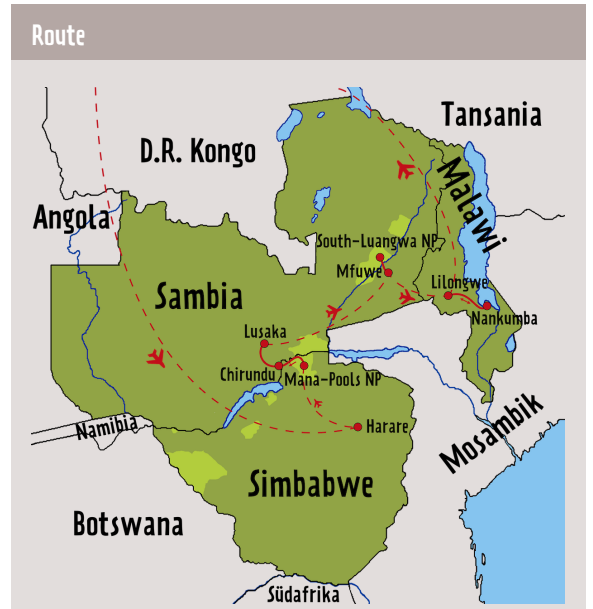 Route
Tansania
D.R. Kongo
Malawi
Angola
South-Luangwa NP
Mfuwe
Lilongwe
Sambia
Nankumba
Lusaka
Chirundu
Mana-Pools NP
Namibia
Harare
Mosambik
Simbabwe
Botswana
Südafrika